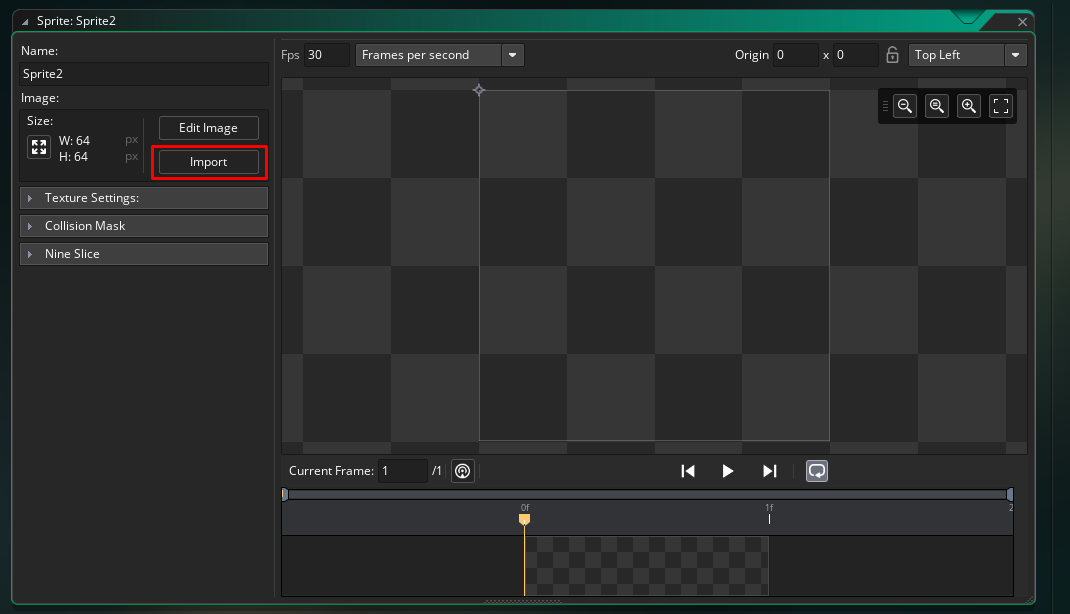 Sprite: Sprite2
Name:
Sprite2
Image:
Size:
W: 64 px
H: 64 px
Edit Image
Import
Texture Settings:
Collision Mask
Nine Slice
Fps 30 Frames per second Origin 0 x 0 Top Left
Current Frame: 1 /1
0f 1f 2